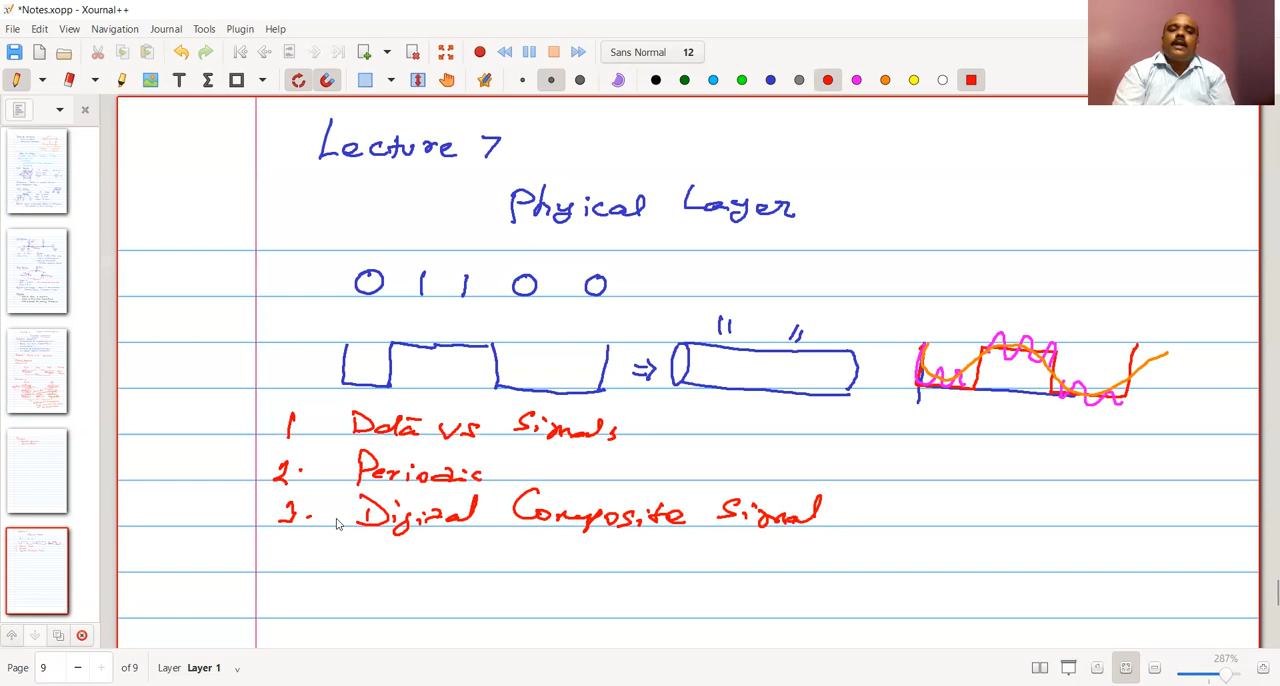 *Notes.xopp - Xournal++
File Edit View Navigation Journal Tools Plugin Help
Sans Normal 12
Lecture 7
Phyical Layer
0 1 1 0 0
⇒
1 Data vs Signals
2. Periodic
3. Digital Composite Signal
Page 9 of 9 Layer Layer 1
287%